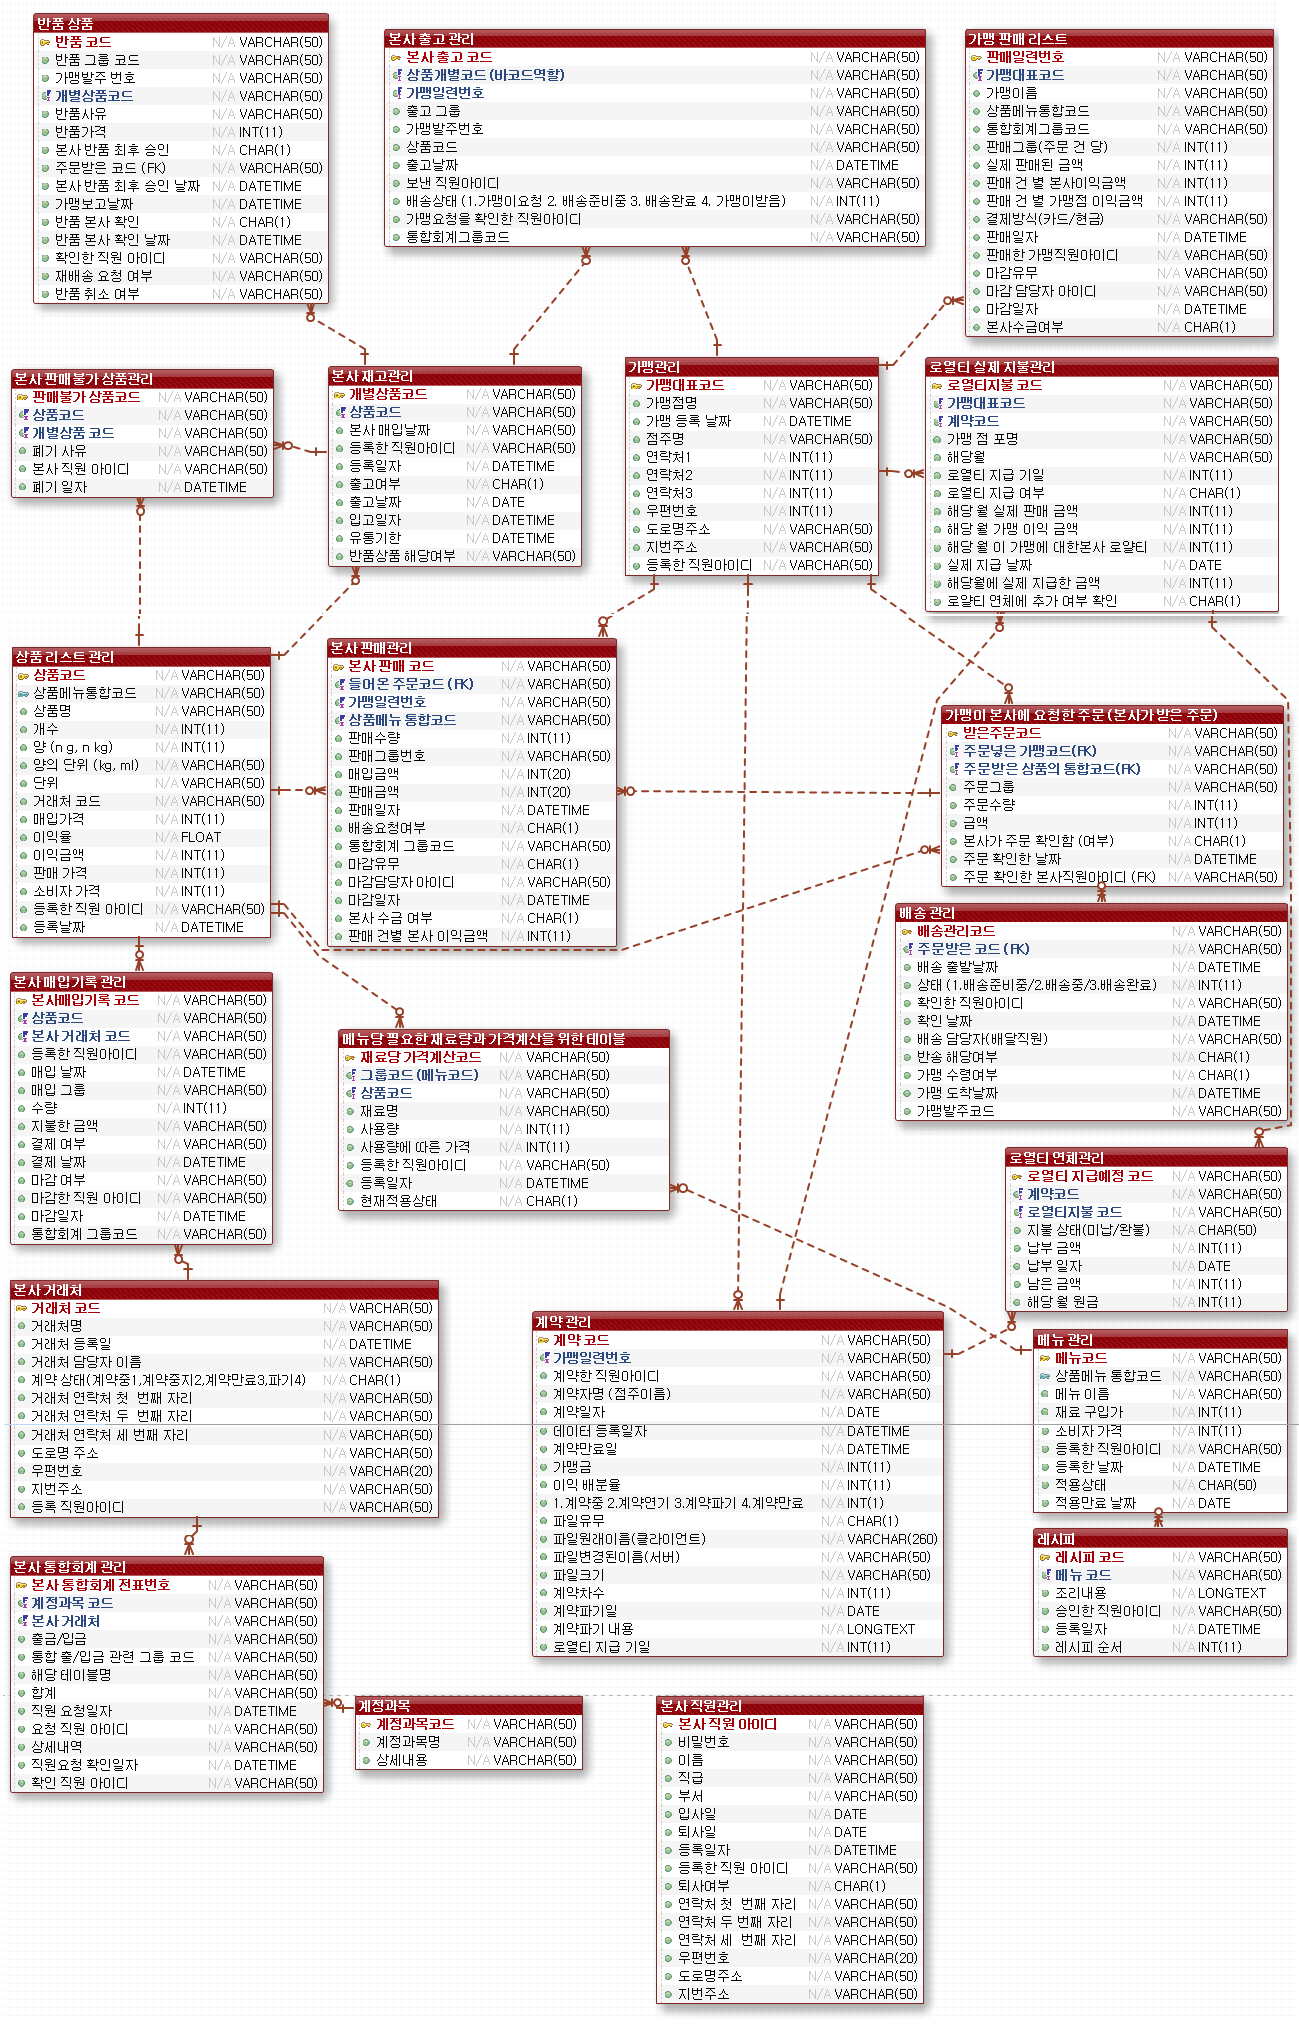 반품 상품
반품 코드 N/A VARCHAR(50)
반품 그룹 코드 N/A VARCHAR(50)
가맹발주 번호 N/A VARCHAR(50)
개별상품코드 N/A VARCHAR(50)
반품사유 N/A VARCHAR(50)
반품가격 N/A INT(11)
본사 반품 최후 승인 N/A CHAR(1)
주문받은 코드 (FK) N/A VARCHAR(50)
본사 반품 최후 승인 날짜 N/A DATETIME
가맹보고날짜 N/A DATETIME
반품 본사 확인 N/A CHAR(1)
반품 본사 확인 날짜 N/A DATETIME
확인한 직원 아이디 N/A VARCHAR(50)
재배송 요청 여부 N/A VARCHAR(50)
반품 취소 여부 N/A VARCHAR(50)
본사 출고 관리
본사 출고 코드 N/A VARCHAR(50)
상품개별코드 (바코드역할) N/A VARCHAR(50)
가맹일련번호 N/A VARCHAR(50)
출고 그룹 N/A VARCHAR(50)
가맹발주번호 N/A VARCHAR(50)
상품코드 N/A VARCHAR(50)
출고날짜 N/A DATETIME
보낸 직원아이디 N/A VARCHAR(50)
배송상태 (1.가맹이요청 2. 배송준비중 3. 배송완료 4. 가맹이받음) N/A INT(11)
가맹요청을 확인한 직원아이디 N/A VARCHAR(50)
통합회계그룹코드 N/A VARCHAR(50)
가맹 판매 리스트
판매일련번호 N/A VARCHAR(50)
가맹대표코드 N/A VARCHAR(50)
가맹이름 N/A VARCHAR(50)
상품메뉴통합코드 N/A VARCHAR(50)
통합회계그룹코드 N/A VARCHAR(50)
판매그룹(주문 건 당) N/A INT(11)
실제 판매된 금액 N/A INT(11)
판매 건 별 본사이익금액 N/A INT(11)
판매 건 별 가맹점 이익금액 N/A INT(11)
결제방식(카드/현금) N/A VARCHAR(50)
판매일자 N/A DATETIME
판매한 가맹직원아이디 N/A VARCHAR(50)
마감유무 N/A VARCHAR(50)
마감 담당자 아이디 N/A VARCHAR(50)
마감일자 N/A DATETIME
본사수금여부 N/A CHAR(1)
본사 판매불가 상품관리
판매불가 상품코드 N/A VARCHAR(50)
상품코드 N/A VARCHAR(50)
개별상품 코드 N/A VARCHAR(50)
폐기 사유 N/A VARCHAR(50)
본사 직원 아이디 N/A VARCHAR(50)
폐기 일자 N/A DATETIME
본사 재고관리
개별상품코드 N/A VARCHAR(50)
상품코드 N/A VARCHAR(50)
본사 매입날짜 N/A VARCHAR(50)
등록한 직원아이디 N/A VARCHAR(50)
등록일자 N/A DATETIME
출고여부 N/A CHAR(1)
출고날짜 N/A DATE
입고일자 N/A DATETIME
유통기한 N/A DATETIME
반품상품 해당여부 N/A VARCHAR(50)
가맹관리
가맹대표코드 N/A VARCHAR(50)
가맹점명 N/A VARCHAR(50)
가맹 등록 날짜 N/A DATETIME
점주명 N/A VARCHAR(50)
연락처1 N/A INT(11)
연락처2 N/A INT(11)
연락처3 N/A INT(11)
우편번호 N/A INT(11)
도로명주소 N/A VARCHAR(50)
지번주소 N/A VARCHAR(50)
등록한 직원아이디 N/A VARCHAR(50)
로열티 실제 지불관리
로열티지불 코드 N/A VARCHAR(50)
가맹대표코드 N/A VARCHAR(50)
계약코드 N/A VARCHAR(50)
가맹 점 포명 N/A VARCHAR(50)
해당월 N/A VARCHAR(50)
로열티 지급 기일 N/A INT(11)
로열티 지급 여부 N/A CHAR(1)
해당 월 실제 판매 금액 N/A INT(11)
해당 월 가맹 이익 금액 N/A INT(11)
해당 월 이 가맹에 대한본사 로얄티 N/A INT(11)
실제 지급 날짜 N/A DATE
해당월에 실제 지급한 금액 N/A INT(11)
로얄티 연체에 추가 여부 확인 N/A CHAR(1)
상품 리스트 관리
상품코드 N/A VARCHAR(50)
상품메뉴통합코드 N/A VARCHAR(50)
상품명 N/A VARCHAR(50)
개수 N/A INT(11)
양 (n g, n kg) N/A INT(11)
양의 단위 (kg, ml) N/A VARCHAR(50)
단위 N/A VARCHAR(50)
거래처 코드 N/A VARCHAR(50)
매입가격 N/A INT(11)
이익율 N/A FLOAT
이익금액 N/A INT(11)
판매 가격 N/A INT(11)
소비자 가격 N/A INT(11)
등록한 직원 아이디 N/A VARCHAR(50)
등록날짜 N/A DATETIME
본사 판매관리
본사 판매 코드 N/A VARCHAR(50)
들어온 주문코드 (FK) N/A VARCHAR(50)
가맹일련번호 N/A VARCHAR(50)
상품메뉴 통합코드 N/A VARCHAR(50)
판매수량 N/A INT(11)
판매그룹번호 N/A VARCHAR(50)
매입금액 N/A INT(20)
판매금액 N/A INT(20)
판매일자 N/A DATETIME
배송요청여부 N/A CHAR(1)
통합회계 그룹코드 N/A VARCHAR(50)
마감유무 N/A CHAR(1)
마감담당자 아이디 N/A VARCHAR(50)
마감일자 N/A DATETIME
본사 수금 여부 N/A CHAR(1)
판매 건별 본사 이익금액 N/A INT(11)
가맹이 본사에 요청한 주문 (본사가 받은 주문)
받은주문코드 N/A VARCHAR(50)
주문넣은 가맹코드(FK) N/A VARCHAR(50)
주문받은 상품의 통합코드(FK) N/A VARCHAR(50)
주문그룹 N/A VARCHAR(50)
주문수량 N/A INT(11)
금액 N/A INT(11)
본사가 주문 확인함 (여부) N/A CHAR(1)
주문 확인한 날짜 N/A DATETIME
주문 확인한 본사직원아이디 (FK) N/A VARCHAR(50)
배송 관리
배송관리코드 N/A VARCHAR(50)
주문받은 코드 (FK) N/A VARCHAR(50)
배송 출발날짜 N/A DATETIME
상태 (1.배송준비중/2.배송중/3.배송완료) N/A INT(11)
확인한 직원아이디 N/A VARCHAR(50)
확인 날짜 N/A DATETIME
배송 담당자(배달직원) N/A VARCHAR(50)
반송 해당여부 N/A CHAR(1)
가맹 수령여부 N/A CHAR(1)
가맹 도착날짜 N/A DATETIME
가맹발주코드 N/A VARCHAR(50)
본사 매입기록 관리
본사매입기록 코드 N/A VARCHAR(50)
상품코드 N/A VARCHAR(50)
본사 거래처 코드 N/A VARCHAR(50)
등록한 직원아이디 N/A VARCHAR(50)
매입 날짜 N/A DATETIME
매입 그룹 N/A VARCHAR(50)
수량 N/A INT(11)
지불한 금액 N/A VARCHAR(50)
결제 여부 N/A VARCHAR(50)
결제 날짜 N/A DATETIME
마감 여부 N/A VARCHAR(50)
마감한 직원 아이디 N/A VARCHAR(50)
마감일자 N/A DATETIME
통합회계 그룹코드 N/A VARCHAR(50)
메뉴당 필요한 재료량과 가격계산을 위한 테이블
재료당 가격계산코드 N/A VARCHAR(50)
그룹코드 (메뉴코드) N/A VARCHAR(50)
상품코드 N/A VARCHAR(50)
재료명 N/A VARCHAR(50)
사용량 N/A INT(11)
사용량에 따른 가격 N/A INT(11)
등록한 직원아이디 N/A VARCHAR(50)
등록일자 N/A DATETIME
현재적용상태 N/A CHAR(1)
로열티 연체관리
로열티 지급예정 코드 N/A VARCHAR(50)
계약코드 N/A VARCHAR(50)
로열티지불 코드 N/A VARCHAR(50)
지불 상태(미납/완불) N/A CHAR(50)
납부 금액 N/A INT(11)
납부 일자 N/A DATE
남은 금액 N/A INT(11)
해당 월 원금 N/A INT(11)
본사 거래처
거래처 코드 N/A VARCHAR(50)
거래처명 N/A VARCHAR(50)
거래처 등록일 N/A DATETIME
거래처 담당자 이름 N/A VARCHAR(50)
계약 상태(계약중1,계약중지2,계약만료3,파기4) N/A CHAR(1)
거래처 연락처 첫 번째 자리 N/A VARCHAR(50)
거래처 연락처 두 번째 자리 N/A VARCHAR(50)
거래처 연락처 세 번째 자리 N/A VARCHAR(50)
도로명 주소 N/A VARCHAR(50)
우편번호 N/A VARCHAR(20)
지번주소 N/A VARCHAR(50)
등록 직원아이디 N/A VARCHAR(50)
계약 관리
계약 코드 N/A VARCHAR(50)
가맹일련번호 N/A VARCHAR(50)
계약한 직원아이디 N/A VARCHAR(50)
계약자명 (점주이름) N/A VARCHAR(50)
계약일자 N/A DATE
데이터 등록일자 N/A DATETIME
계약만료일 N/A DATETIME
가맹금 N/A INT(11)
이익 배분율 N/A INT(11)
1.계약중 2.계약연기 3.계약파기 4.계약만료 N/A INT(1)
파일유무 N/A CHAR(1)
파일원래이름(클라이언트) N/A VARCHAR(260)
파일변경된이름(서버) N/A VARCHAR(50)
파일크기 N/A VARCHAR(50)
계약차수 N/A INT(11)
계약파기일 N/A DATE
계약파기 내용 N/A LONGTEXT
로열티 지급 기일 N/A INT(11)
메뉴 관리
메뉴코드 N/A VARCHAR(50)
상품메뉴 통합코드 N/A VARCHAR(50)
메뉴 이름 N/A VARCHAR(50)
재료 구입가 N/A INT(11)
소비자 가격 N/A INT(11)
등록한 직원아이디 N/A VARCHAR(50)
등록한 날짜 N/A DATETIME
적용상태 N/A CHAR(50)
적용만료 날짜 N/A DATE
레시피
레시피 코드 N/A VARCHAR(50)
메뉴 코드 N/A VARCHAR(50)
조리내용 N/A LONGTEXT
승인한 직원아이디 N/A VARCHAR(50)
등록일자 N/A DATETIME
레시피 순서 N/A INT(11)
본사 통합회계 관리
본사 통합회계 전표번호 N/A VARCHAR(50)
계정과목 코드 N/A VARCHAR(50)
본사 거래처 N/A VARCHAR(50)
출금/입금 N/A VARCHAR(50)
통합 출/입금 관련 그룹 코드 N/A VARCHAR(50)
해당 테이블명 N/A VARCHAR(50)
합계 N/A VARCHAR(50)
직원 요청일자 N/A DATETIME
요청 직원 아이디 N/A VARCHAR(50)
상세내역 N/A VARCHAR(50)
직원요청 확인일자 N/A DATETIME
확인 직원 아이디 N/A VARCHAR(50)
계정과목
계정과목코드 N/A VARCHAR(50)
계정과목명 N/A VARCHAR(50)
상세내용 N/A VARCHAR(50)
본사 직원관리
본사 직원 아이디 N/A VARCHAR(50)
비밀번호 N/A VARCHAR(50)
이름 N/A VARCHAR(50)
직급 N/A VARCHAR(50)
부서 N/A VARCHAR(50)
입사일 N/A DATE
퇴사일 N/A DATE
등록일자 N/A DATETIME
등록한 직원 아이디 N/A VARCHAR(50)
퇴사여부 N/A CHAR(1)
연락처 첫 번째 자리 N/A VARCHAR(50)
연락처 두 번째 자리 N/A VARCHAR(50)
연락처 세 번째 자리 N/A VARCHAR(50)
우편번호 N/A VARCHAR(20)
도로명주소 N/A VARCHAR(50)
지번주소 N/A VARCHAR(50)